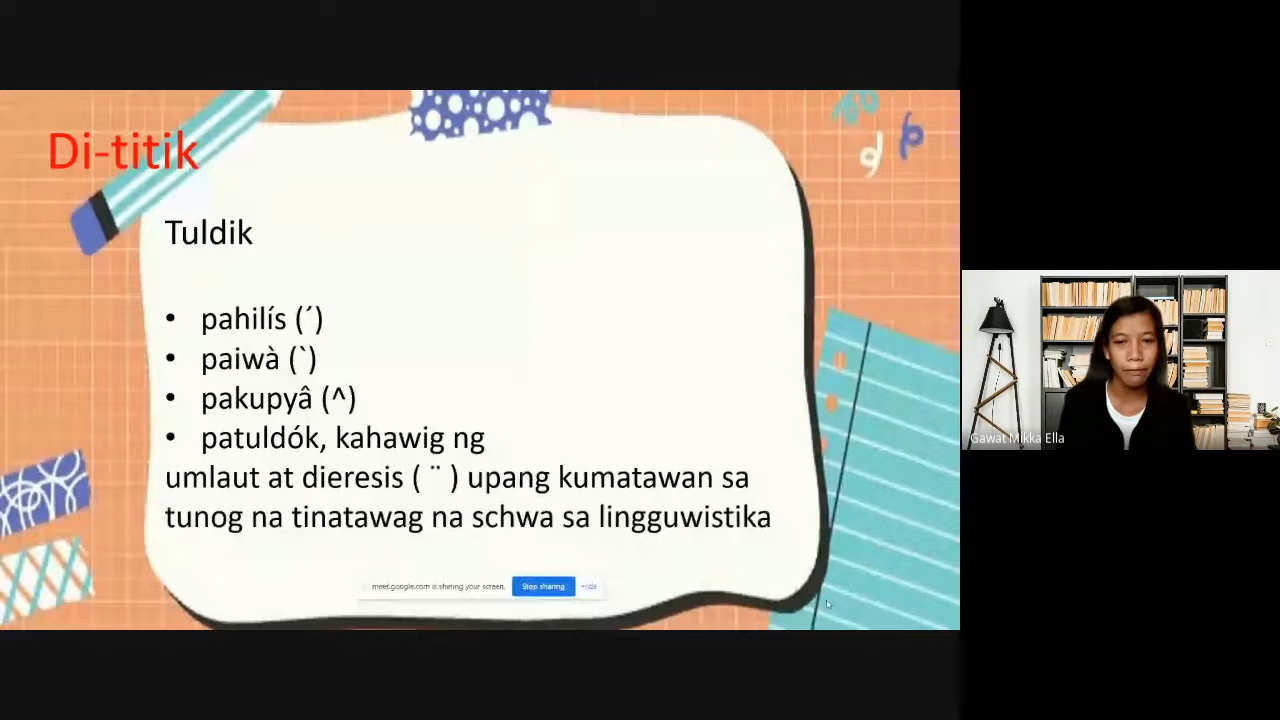 Di-titik
Tuldik
• pahilís (´)
• paiwà (`)
• pakupyâ (^)
• patuldók, kahawig ng
umlaut at dieresis ( ¨ ) upang kumatawan sa
tunog na tinatawag na schwa sa lingguwistika
meet.google.com is sharing your screen. Stop sharing Hide
Gawat Mikka Ella